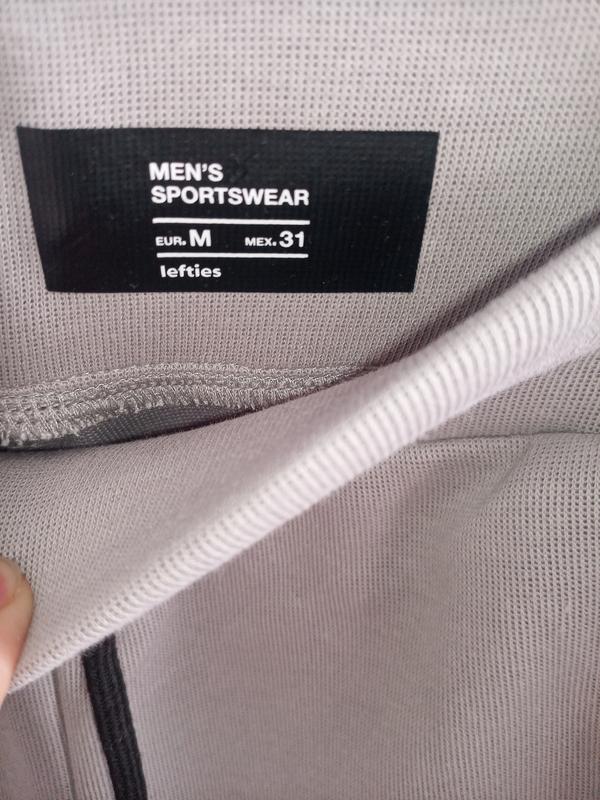 MEN'S
SPORTSWEAR
EUR. M MEX. 31
lefties